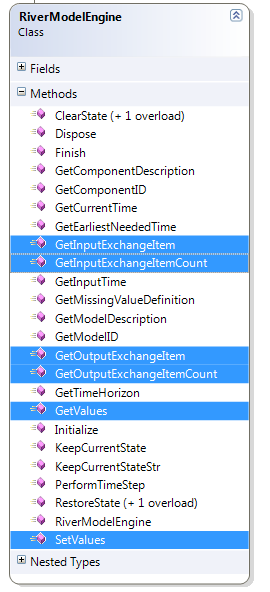 RiverModelEngine
Class
Fields
Methods
ClearState (+ 1 overload)
Dispose
Finish
GetComponentDescription
GetComponentID
GetCurrentTime
GetEarliestNeededTime
GetInputExchangeItem
GetInputExchangeItemCount
GetInputTime
GetMissingValueDefinition
GetModelDescription
GetModelID
GetOutputExchangeItem
GetOutputExchangeItemCount
GetTimeHorizon
GetValues
Initialize
KeepCurrentState
KeepCurrentStateStr
PerformTimeStep
RestoreState (+ 1 overload)
RiverModelEngine
SetValues
Nested Types